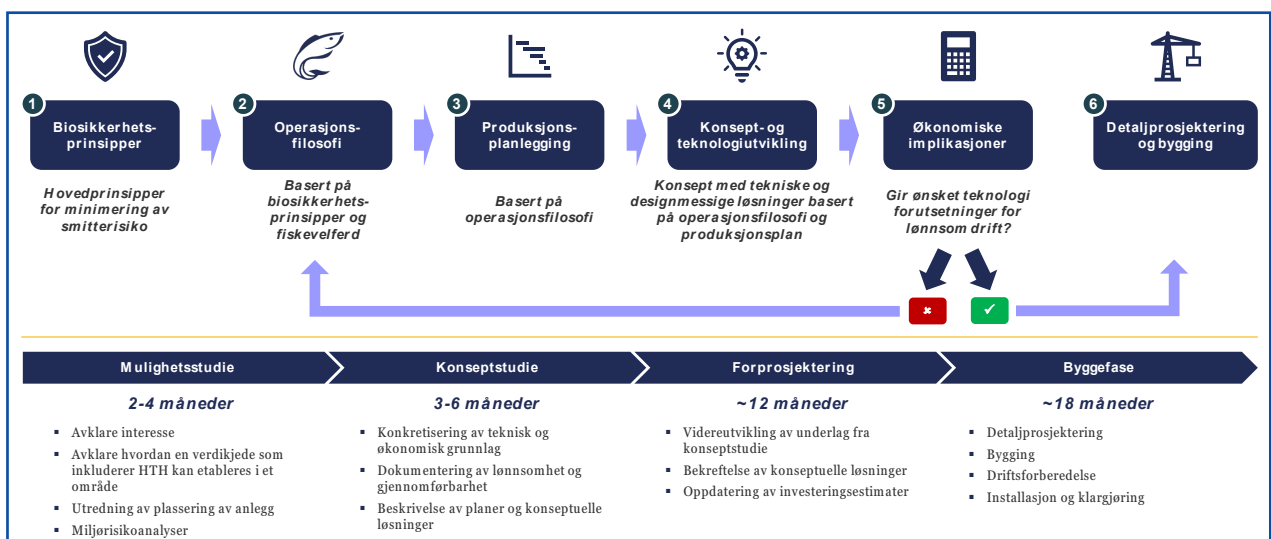 1
Biosikkerhets-
prinsipper
2
Operasjons-
filosofi
3
Produksjons-
planlegging
4
Konsept- og
teknologiutvikling
5
Økonomiske
implikasjoner
6
Detaljprosjektering
og bygging
Hovedprinsipper
for minimering av
smitterisiko
Basert på
biosikkerhets-
prinsipper og
fiskevelferd
Basert på
operasjonsfilosofi
Konsept med tekniske og
designmessige løsninger basert
på operasjonsfilosofi og
produksjonsplan
Gir ønsket teknologi
forutsetninger for
lønnsom drift?
Mulighetsstudie
Konseptstudie
Forprosjektering
Byggefase
2-4 måneder
▪ Avklare interesse
▪ Avklare hvordan en verdikjede som
inkluderer HTH kan etableres i et
område
▪ Utredning av plassering av anlegg
▪ Miljørisikoanalyser
3-6 måneder
▪ Konkretisering av teknisk og
økonomisk grunnlag
▪ Dokumentering av lønnsomhet og
gjennomførbarhet
▪ Beskrivelse av planer og konseptuelle
løsninger
~12 måneder
▪ Videreutvikling av underlag fra
konseptstudie
▪ Bekreftelse av konseptuelle løsninger
▪ Oppdatering av investeringsestimater
~18 måneder
▪ Detaljprosjektering
▪ Bygging
▪ Driftsforberedelse
▪ Installasjon og klargjøring